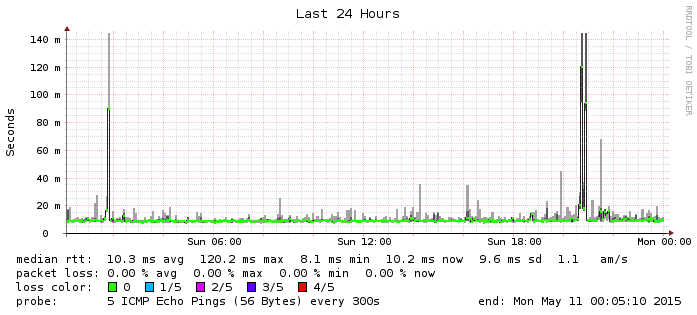 Last 24 Hours
RRDTOOL / TOBI OETIKER
Seconds
140 m
120 m
100 m
80 m
60 m
40 m
20 m
0
Sun 06:00 Sun 12:00 Sun 18:00 Mon 00:00
median rtt: 10.3 ms avg 120.2 ms max 8.1 ms min 10.2 ms now 9.6 ms sd 1.1 am/s
packet loss: 0.00 % avg 0.00 % max 0.00 % min 0.00 % now
loss color: 0 1/5 2/5 3/5 4/5
probe: 5 ICMP Echo Pings (56 Bytes) every 300s end: Mon May 11 00:05:10 2015